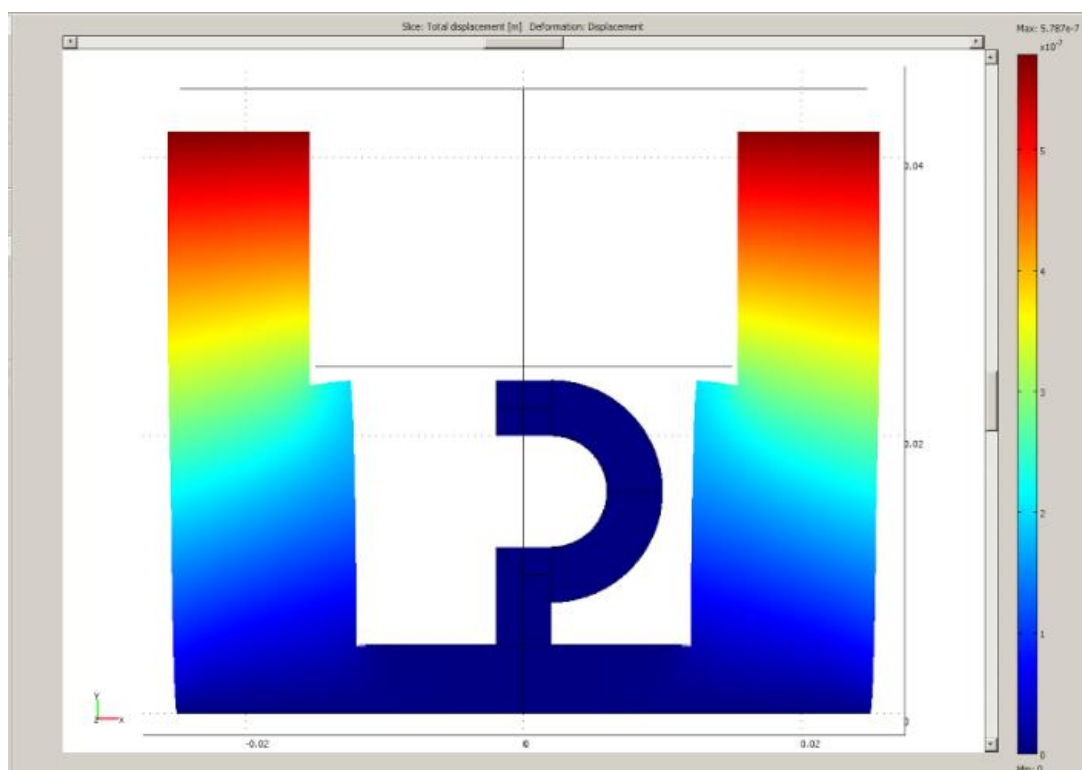 Slice: Total displacement [m] Deformation: Displacement
Max: 5.787e-7
×10⁻⁷
5
4
3
2
1
0
0.04
0.02
0
-0.02
0
0.02
Y
Z
X
Min: 0